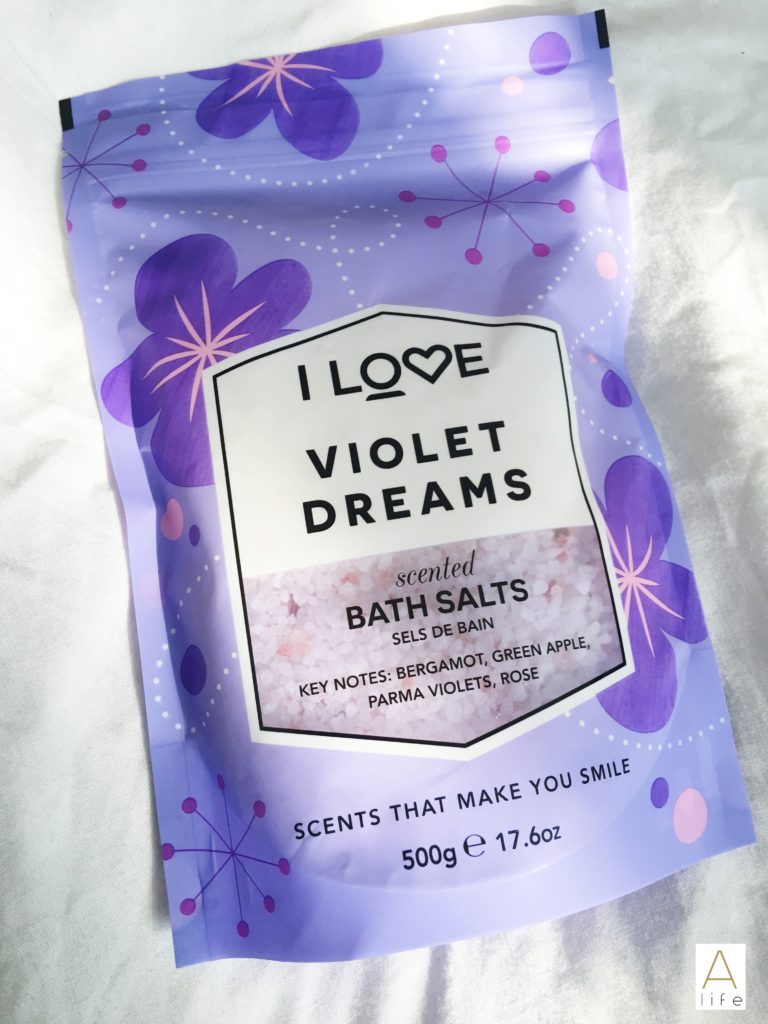 I LOVE
VIOLET
DREAMS
scented
BATH SALTS
SELS DE BAIN
KEY NOTES: BERGAMOT, GREEN APPLE,
PARMA VIOLETS, ROSE
SCENTS THAT MAKE YOU SMILE
500g ℮ 17.6oz
A
life